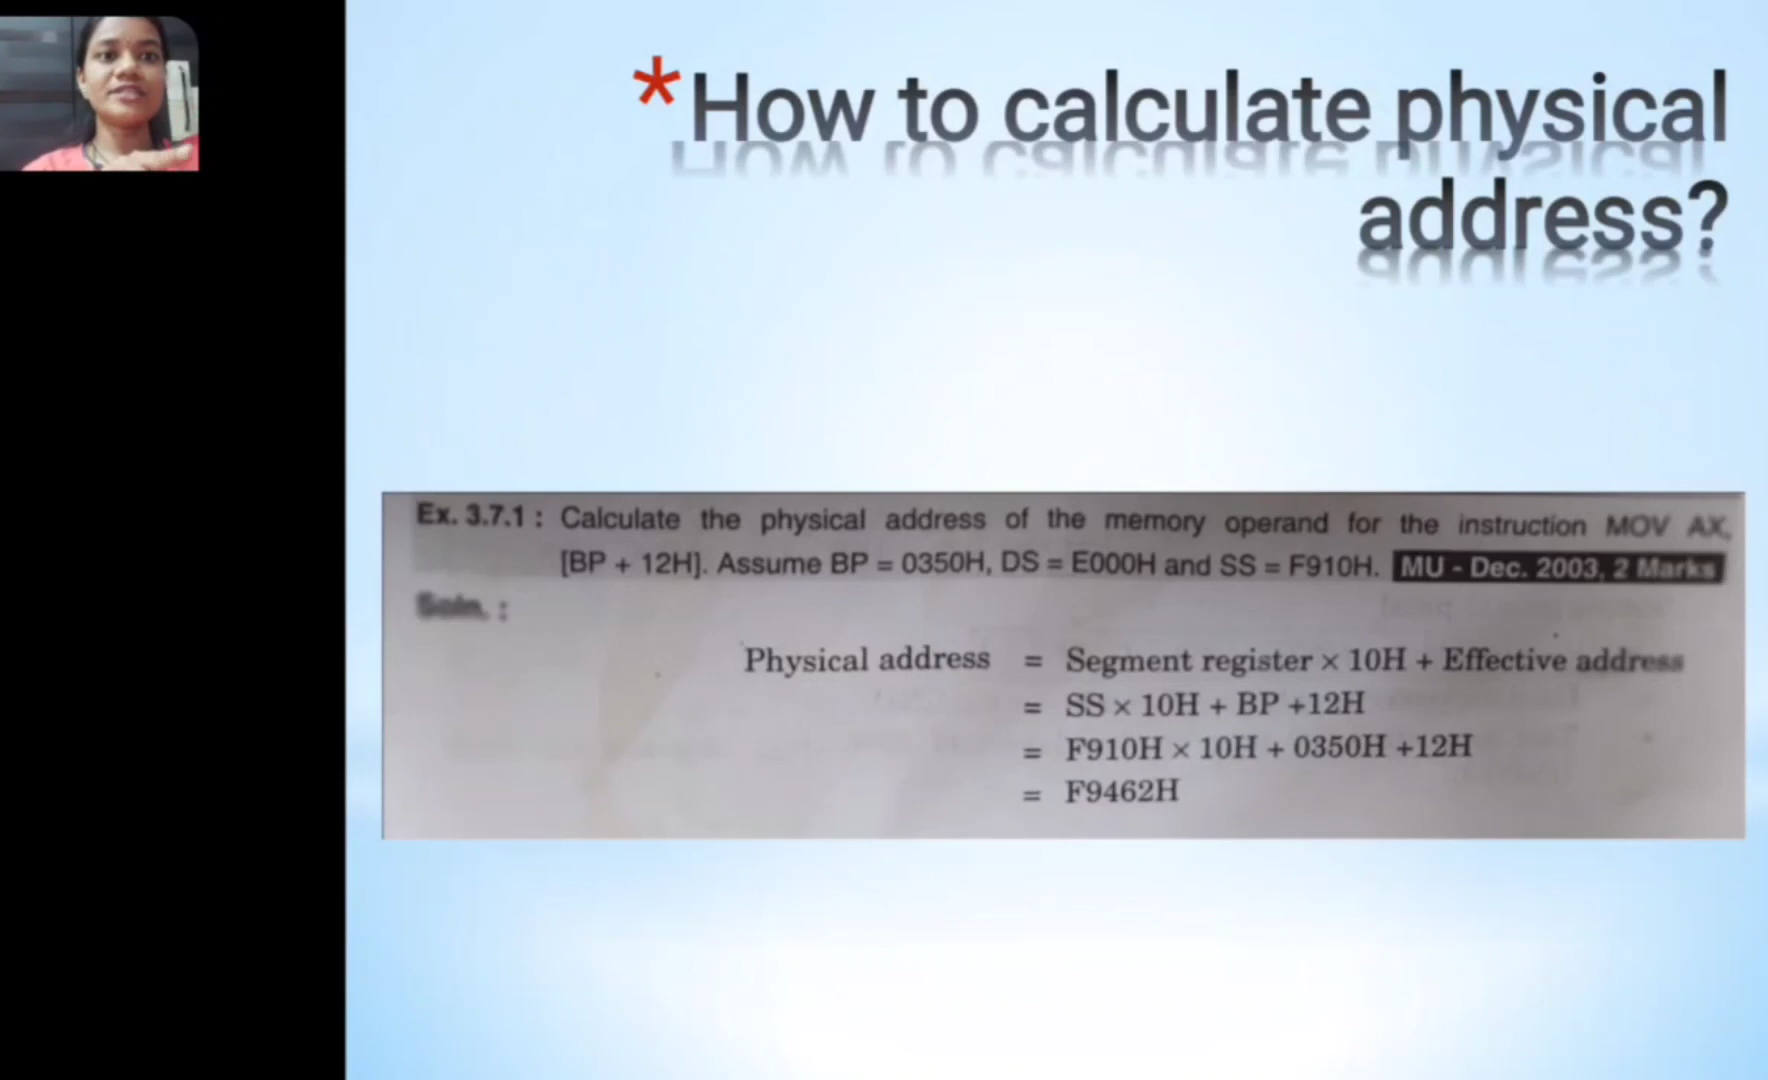 *How to calculate physical
address?
Ex. 3.7.1 : Calculate the physical address of the memory operand for the instruction MOV AX,
[BP + 12H]. Assume BP = 0350H, DS = E000H and SS = F910H. MU - Dec. 2003, 2 Marks
Soln. :
Physical address = Segment register × 10H + Effective address
= SS × 10H + BP +12H
= F910H × 10H + 0350H +12H
= F9462H